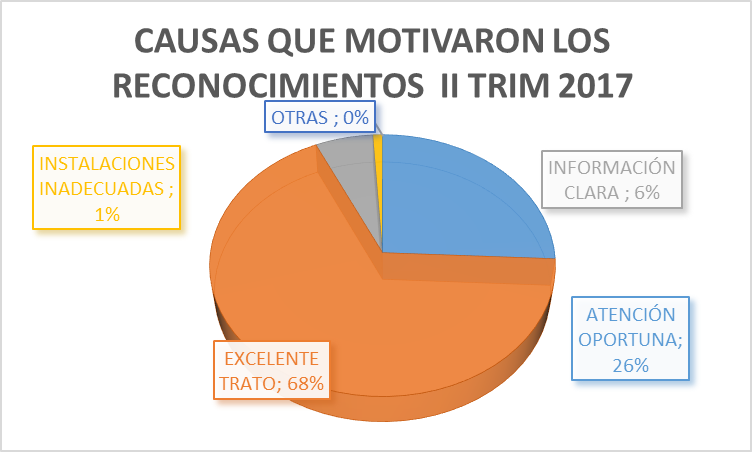 CAUSAS QUE MOTIVARON LOS
RECONOCIMIENTOS  II TRIM 2017
OTRAS ; 0%
INSTALACIONES
INADECUADAS ;
1%
INFORMACIÓN
CLARA ; 6%
ATENCIÓN
OPORTUNA;
26%
EXCELENTE
TRATO; 68%